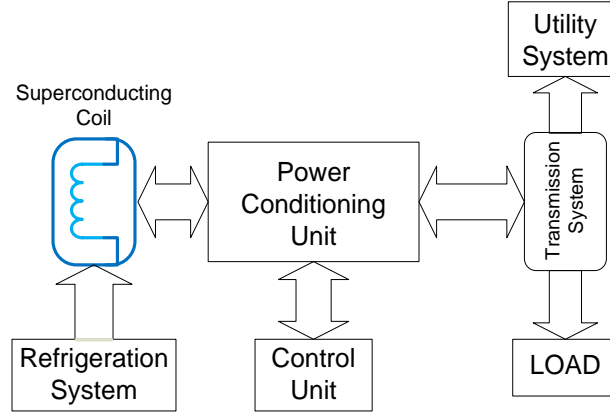 Utility
System
Superconducting
Coil
Power
Conditioning
Unit
Transmission
System
Refrigeration
System
Control
Unit
LOAD